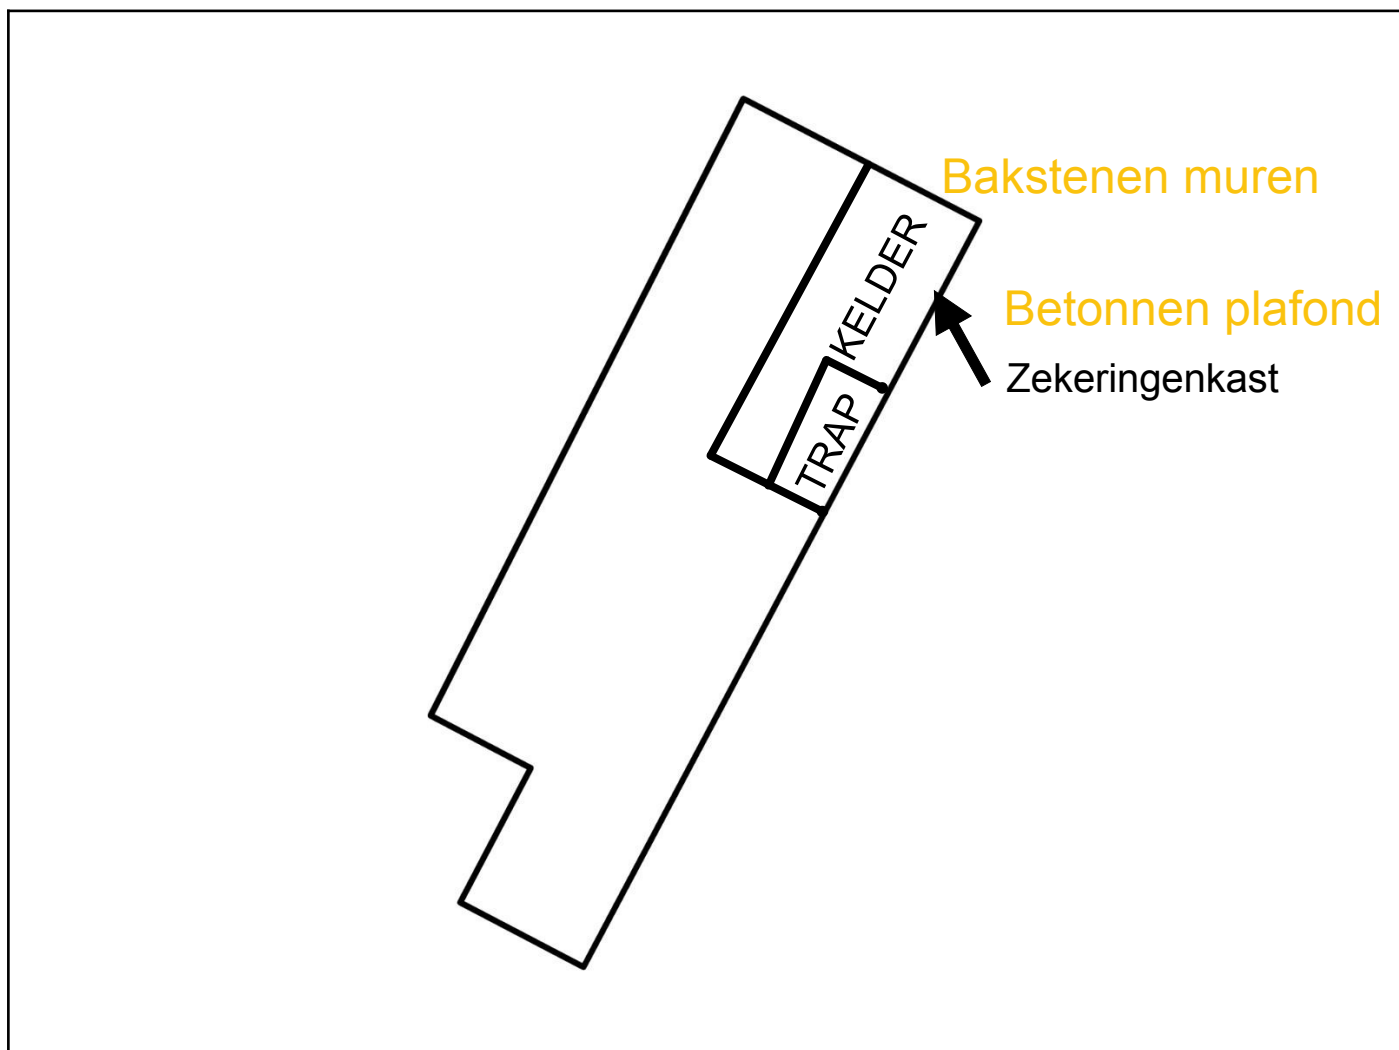 Bakstenen muren
KELDER
Betonnen plafond
Zekeringenkast
TRAP